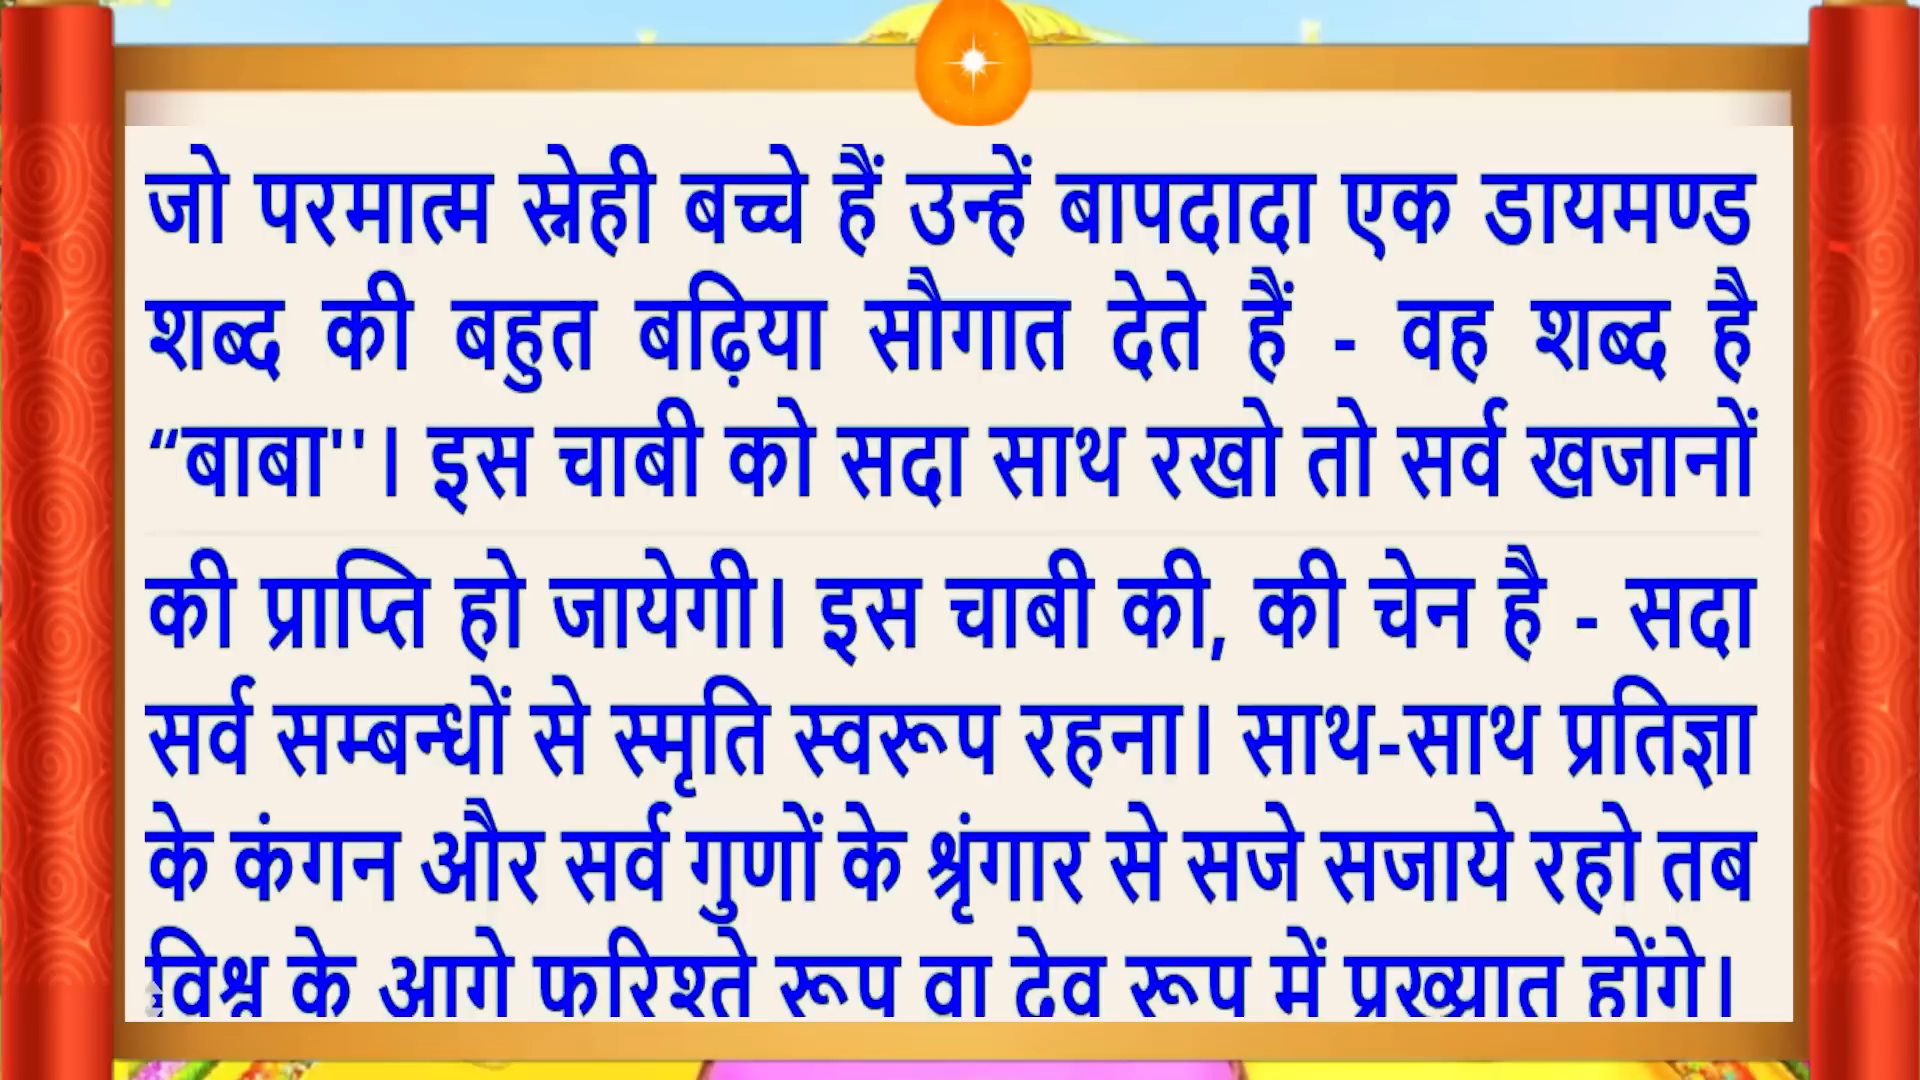 जो परमात्म स्नेही बच्चे हैं उन्हें बापदादा एक डायमण्ड
शब्द की बहुत बढ़िया सौगात देते हैं - वह शब्द है
“बाबा''। इस चाबी को सदा साथ रखो तो सर्व खजानों
की प्राप्ति हो जायेगी। इस चाबी की, की चेन है - सदा
सर्व सम्बन्धों से स्मृति स्वरूप रहना। साथ-साथ प्रतिज्ञा
के कंगन और सर्व गुणों के श्रृंगार से सजे सजाये रहो तब
विश्व के आगे फरिश्ते रूप वा देव रूप में प्रख्यात होंगे।